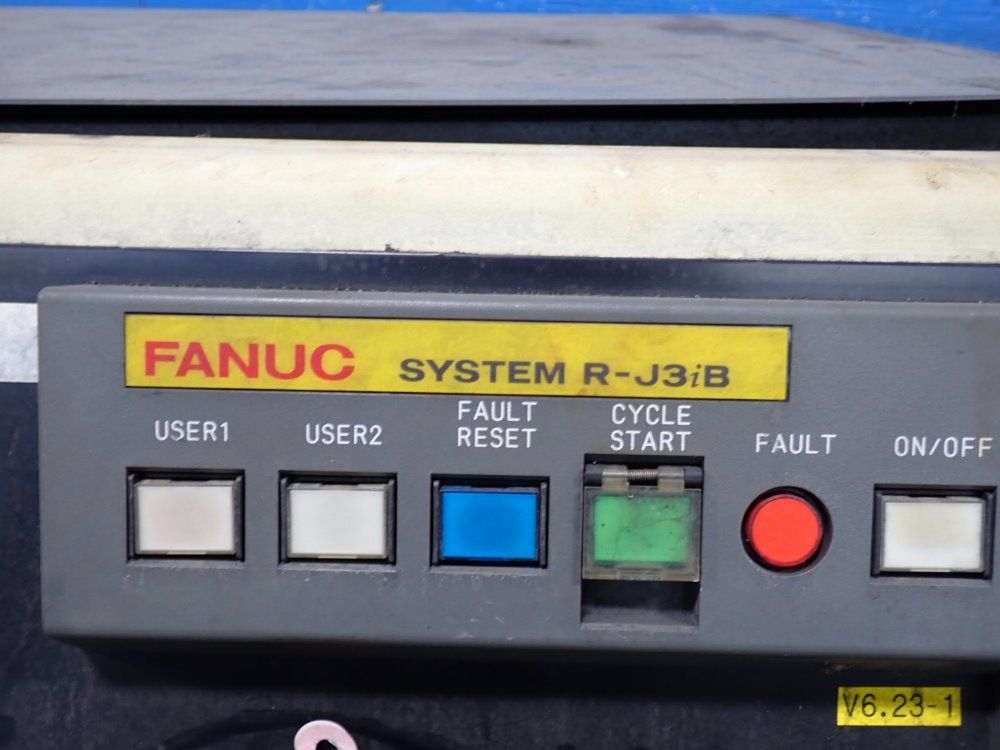 FANUC SYSTEM R-J3iB
USER1
USER2
FAULT
RESET
CYCLE
START
FAULT
ON/OFF
V6.23-1